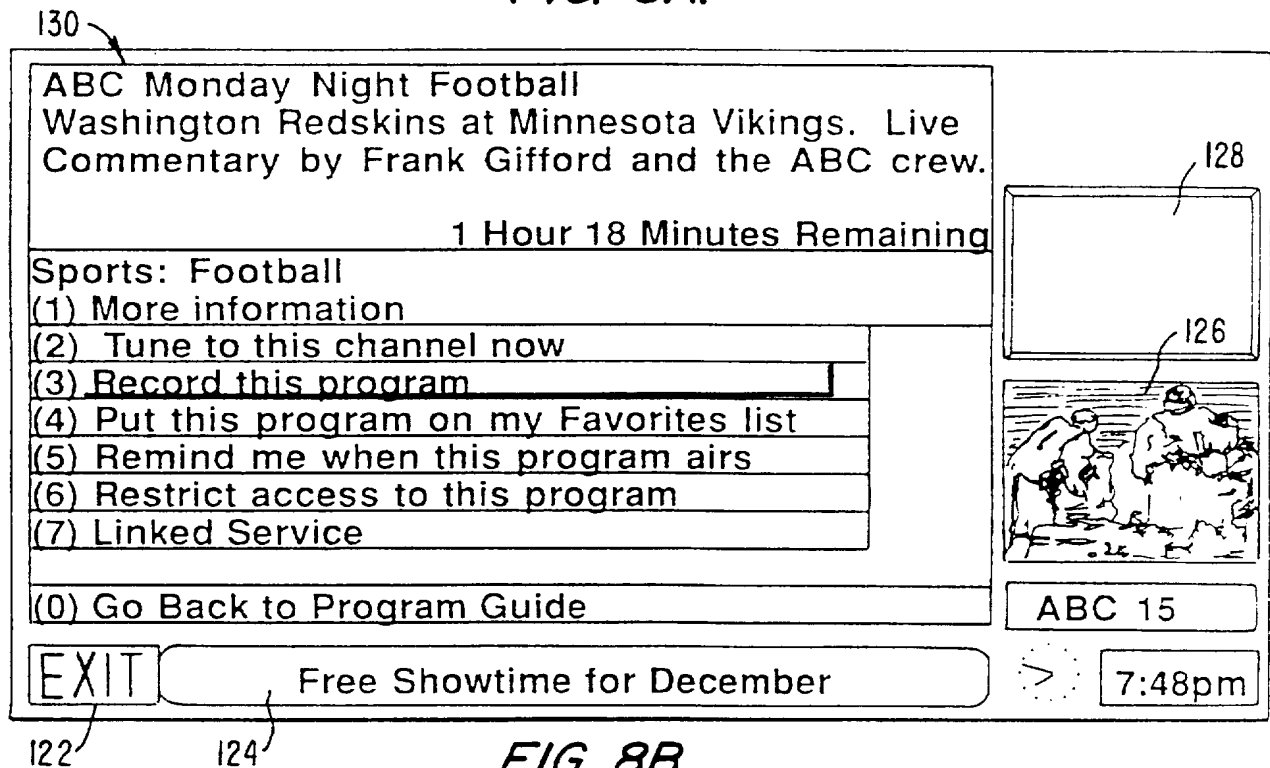 130
ABC Monday Night Football
Washington Redskins at Minnesota Vikings. Live
Commentary by Frank Gifford and the ABC crew.
1 Hour 18 Minutes Remaining
Sports: Football
(1) More information
(2) Tune to this channel now
(3) Record this program
(4) Put this program on my Favorites list
(5) Remind me when this program airs
(6) Restrict access to this program
(7) Linked Service
(0) Go Back to Program Guide
128
126
ABC 15
EXIT
Free Showtime for December
7:48pm
122
124
FIG. 8B